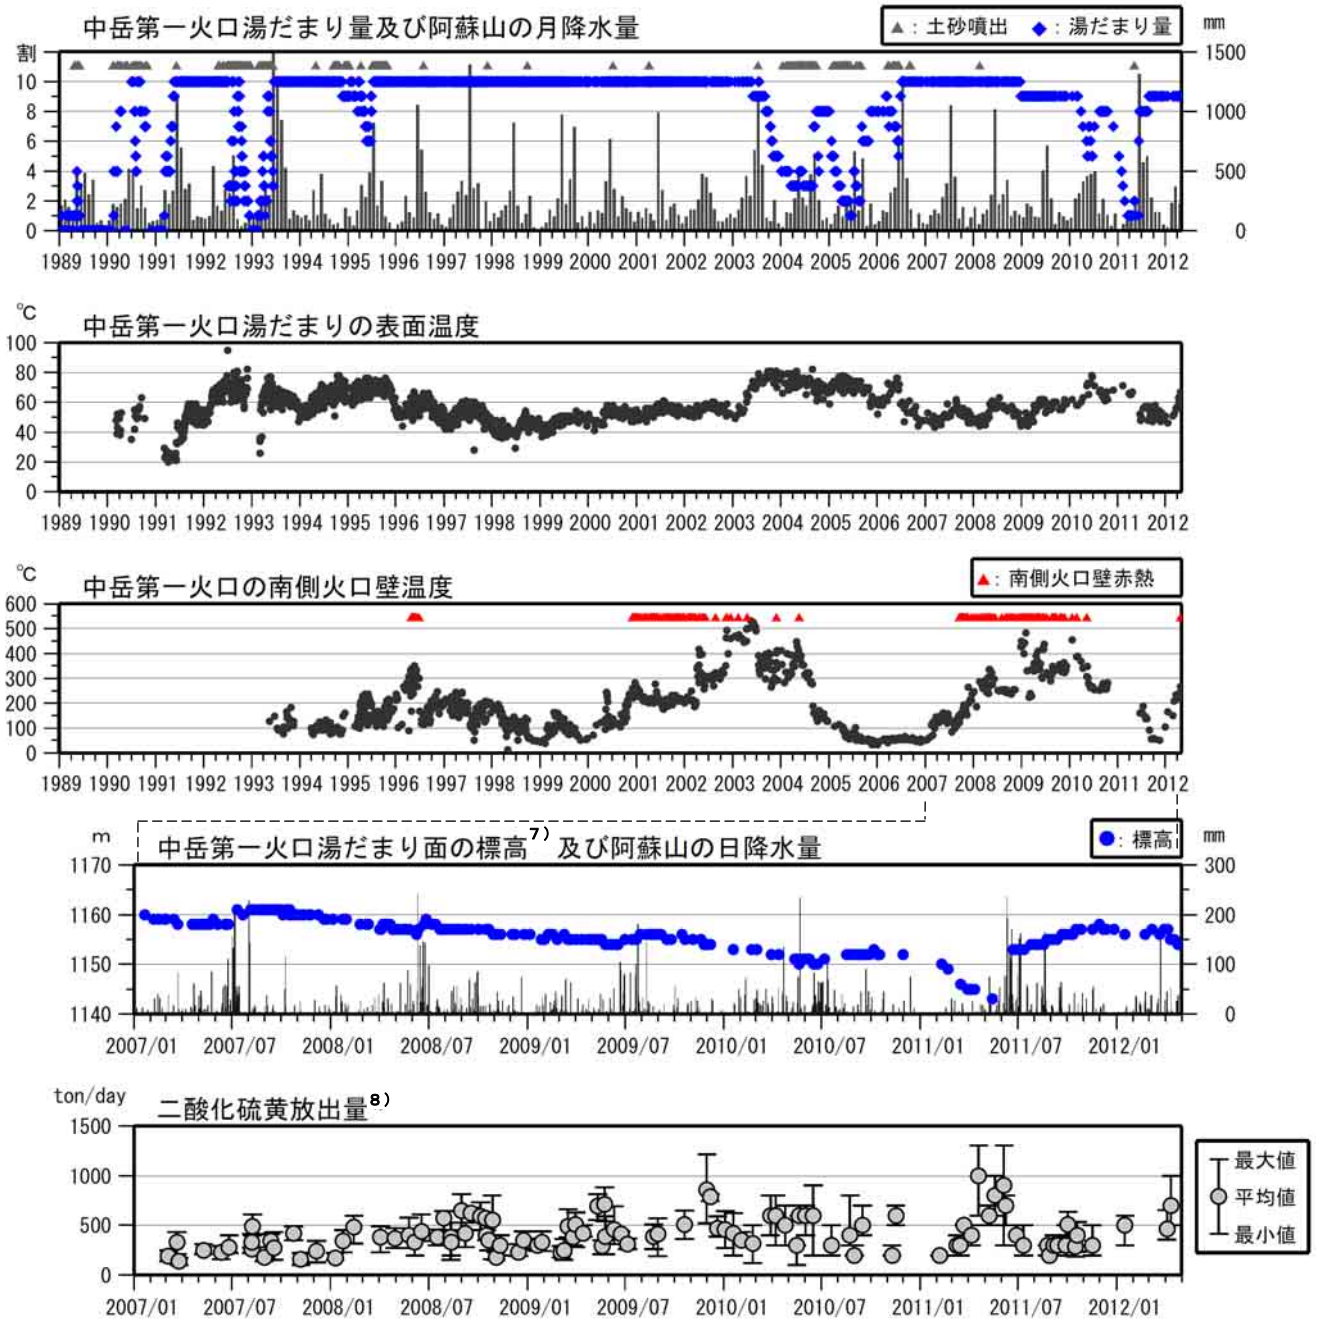 中岳第一火口湯だまり量及び阿蘇山の月降水量
▲：土砂噴出 ◆：湯だまり量
mm
割
10
8
6
4
2
0
1500
1000
500
0
1989 1990 1991 1992 1993 1994 1995 1996 1997 1998 1999 2000 2001 2002 2003 2004 2005 2006 2007 2008 2009 2010 2011 2012
℃
中岳第一火口湯だまりの表面温度
100
80
60
40
20
0
1989 1990 1991 1992 1993 1994 1995 1996 1997 1998 1999 2000 2001 2002 2003 2004 2005 2006 2007 2008 2009 2010 2011 2012
℃
中岳第一火口の南側火口壁温度
▲：南側火口壁赤熱
600
500
400
300
200
100
0
1989 1990 1991 1992 1993 1994 1995 1996 1997 1998 1999 2000 2001 2002 2003 2004 2005 2006 2007 2008 2009 2010 2011 2012
m
中岳第一火口湯だまり面の標高7） 及び阿蘇山の日降水量
●：標高
mm
1170
1160
1150
1140
300
200
100
0
2007/01 2007/07 2008/01 2008/07 2009/01 2009/07 2010/01 2010/07 2011/01 2011/07 2012/01
ton/day
二酸化硫黄放出量8）
1500
1000
500
0
最大値
平均値
最小値
2007/01 2007/07 2008/01 2008/07 2009/01 2009/07 2010/01 2010/07 2011/01 2011/07 2012/01